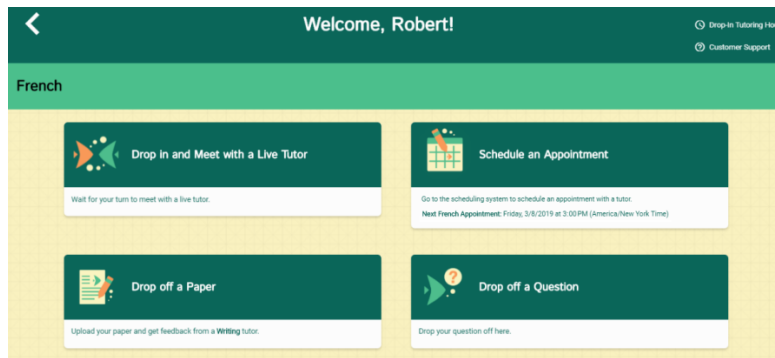 Welcome, Robert!
Drop-In Tutoring
Customer Support
French
Drop in and Meet with a Live Tutor
Wait for your turn to meet with a live tutor.
Schedule an Appointment
Go to the scheduling system to schedule an appointment with a tutor.
Next French Appointment: Friday, 3/8/2019 at 3:00 PM (America/New York Time)
Drop off a Paper
Upload your paper and get feedback from a Writing tutor.
Drop off a Question
Drop your question off here.